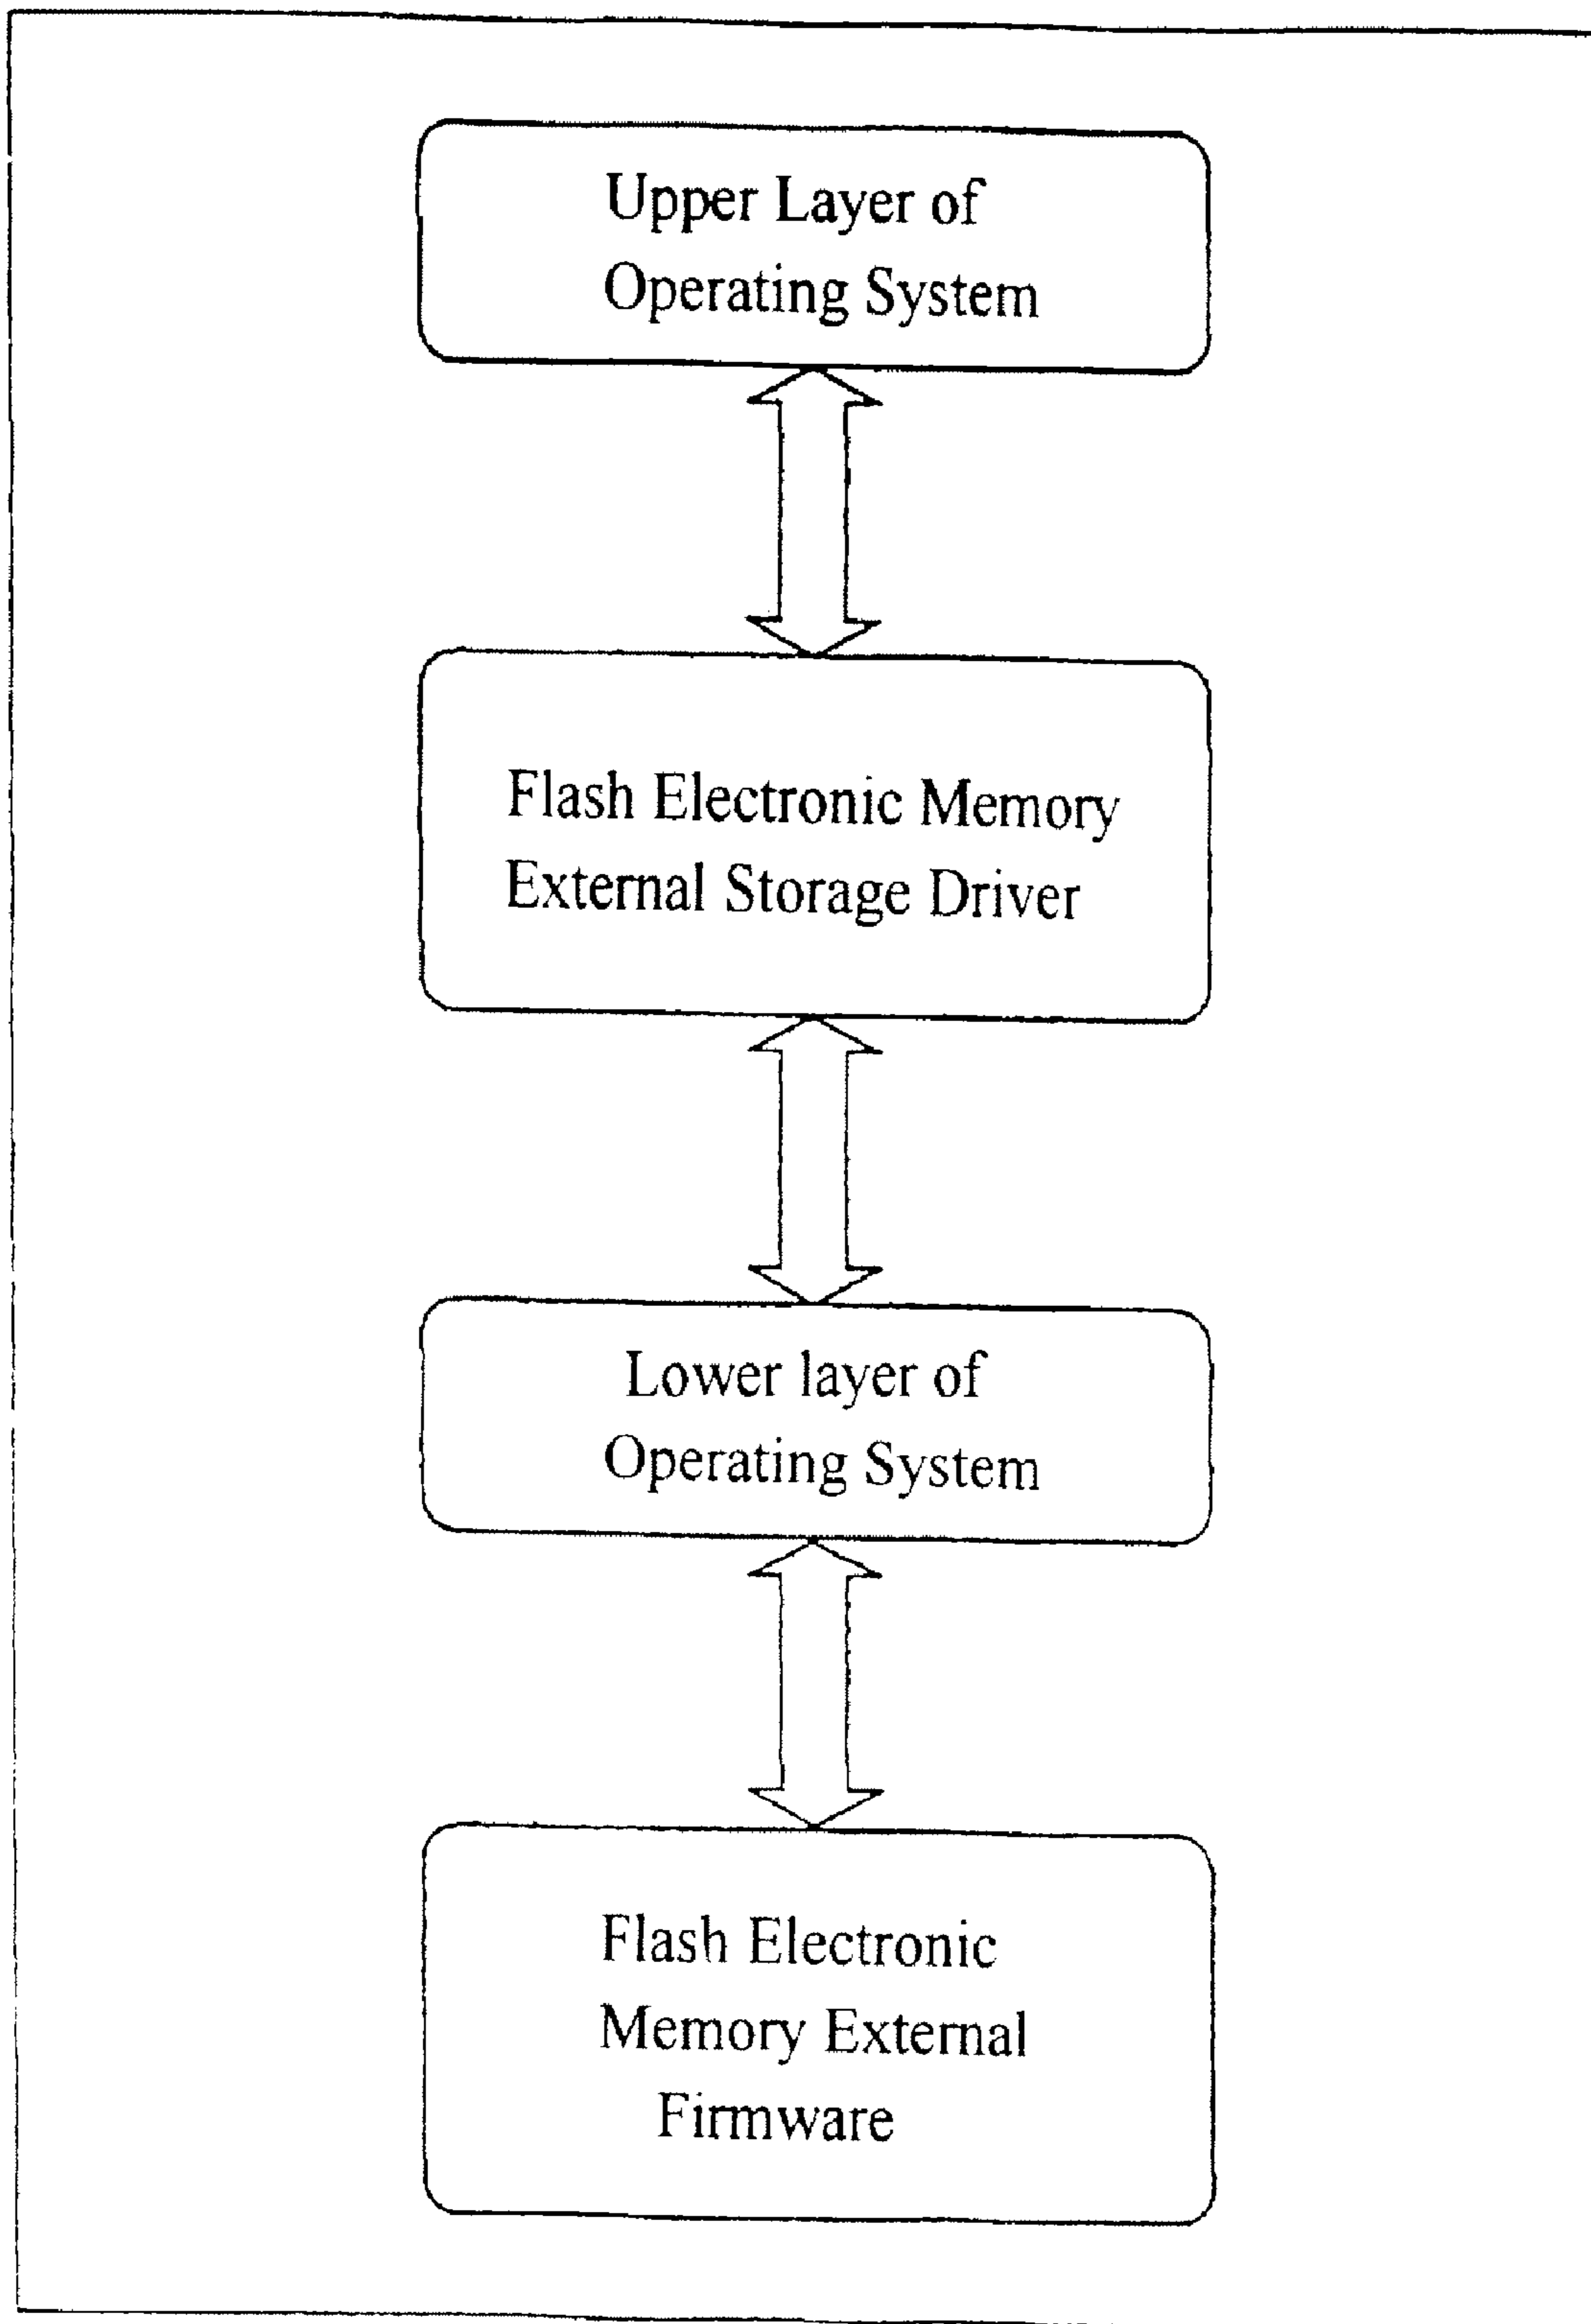 Upper Layer of
Operating System
Flash Electronic Memory
External Storage Driver
Lower layer of
Operating System
Flash Electronic
Memory External
Firmware